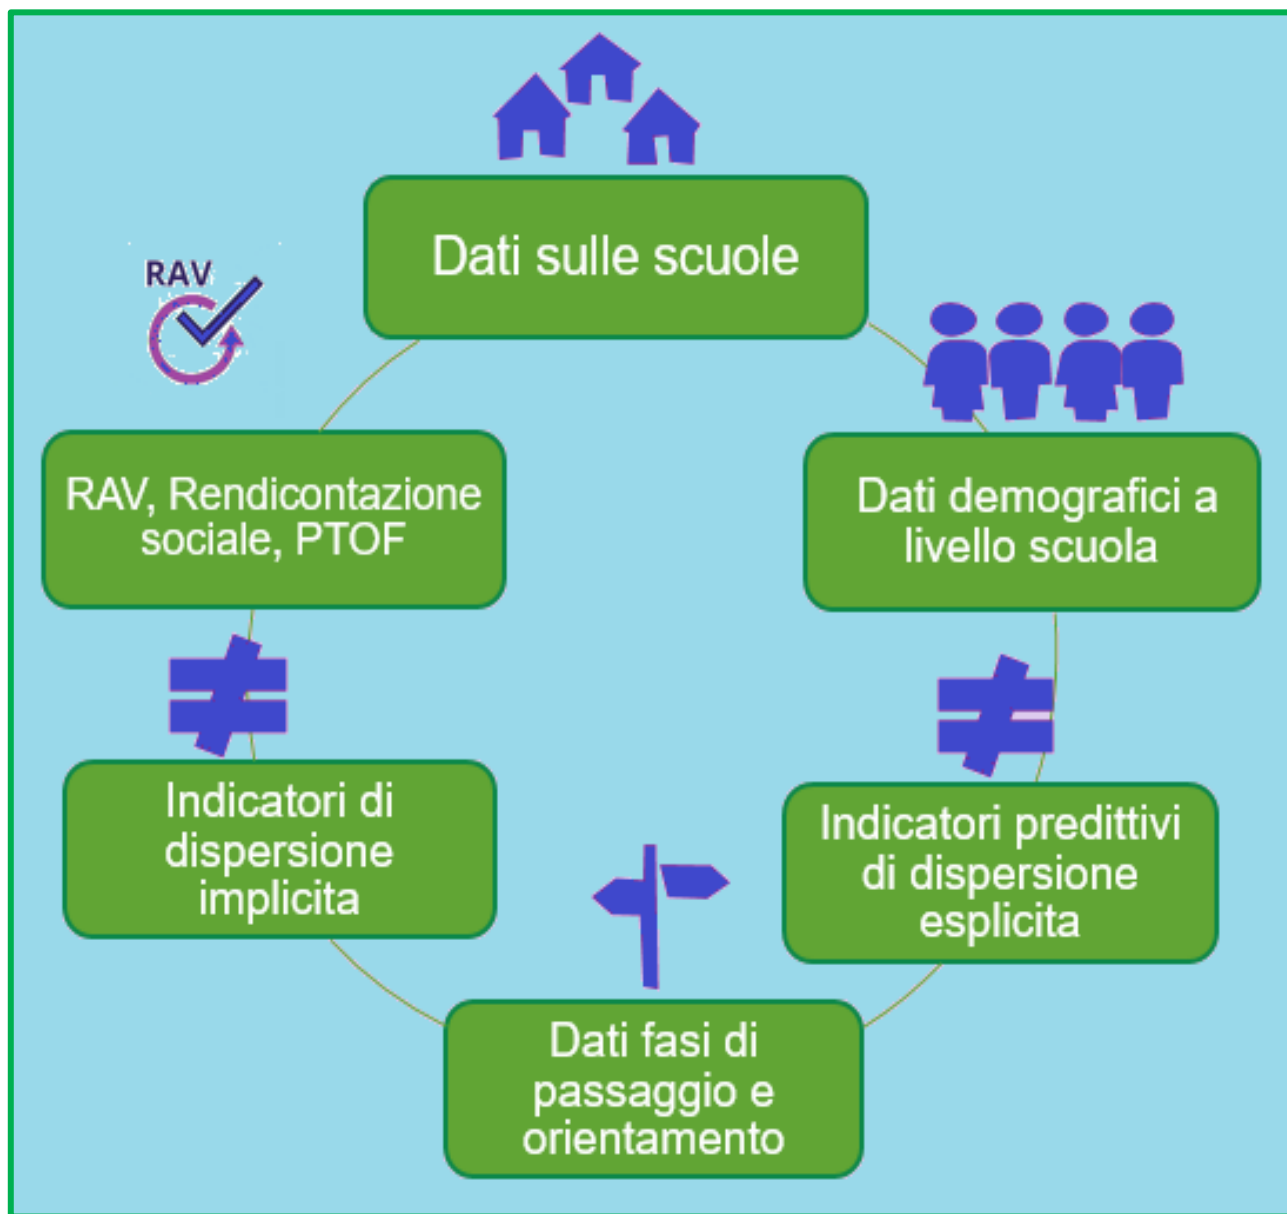 Dati sulle scuole
RAV
RAV, Rendicontazione
sociale, PTOF
Dati demografici a
livello scuola
Indicatori di
dispersione
implicita
Indicatori predittivi
di dispersione
esplicita
Dati fasi di
passaggio e
orientamento